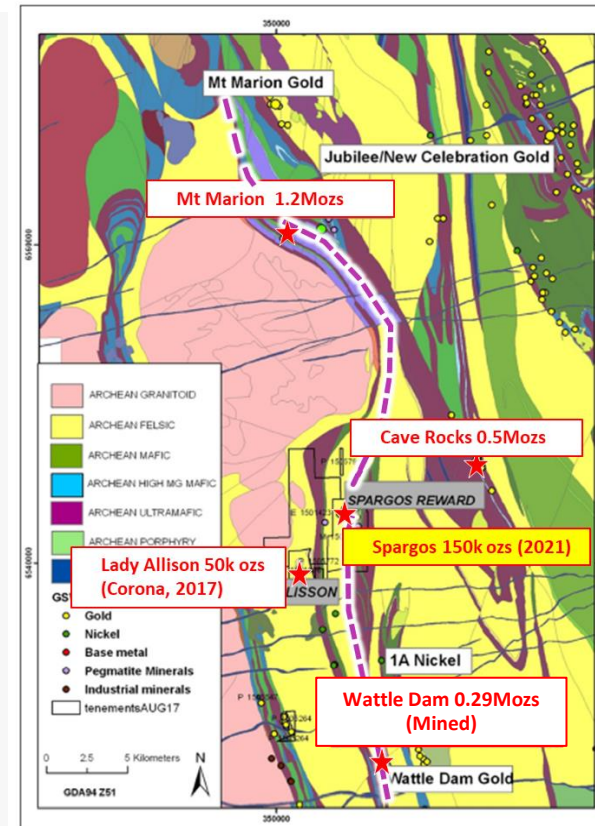 350000
Mt Marion Gold
Jubilee/New Celebration Gold
Mt Marion 1.2Mozs
6560000
ARCHEAN GRANITOID
ARCHEAN FELSIC
ARCHEAN MAFIC
ARCHEAN HIGH MG MAFIC
ARCHEAN ULTRAMAFIC
ARCHEAN PORPHYRY
Cave Rocks 0.5Mozs
SPARGOS REWARD
Spargos 150k ozs (2021)
6540000
Lady Allison 50k ozs
(Corona, 2017)
LISSON
Gold
Nickel
Base metal
Pegmatite Minerals
Industrial minerals
tenementsAUG17
1A Nickel
Wattle Dam 0.29Mozs
(Mined)
Wattle Dam Gold
0 2.5 5 Kilometers
N
GDA94 Z51
350000